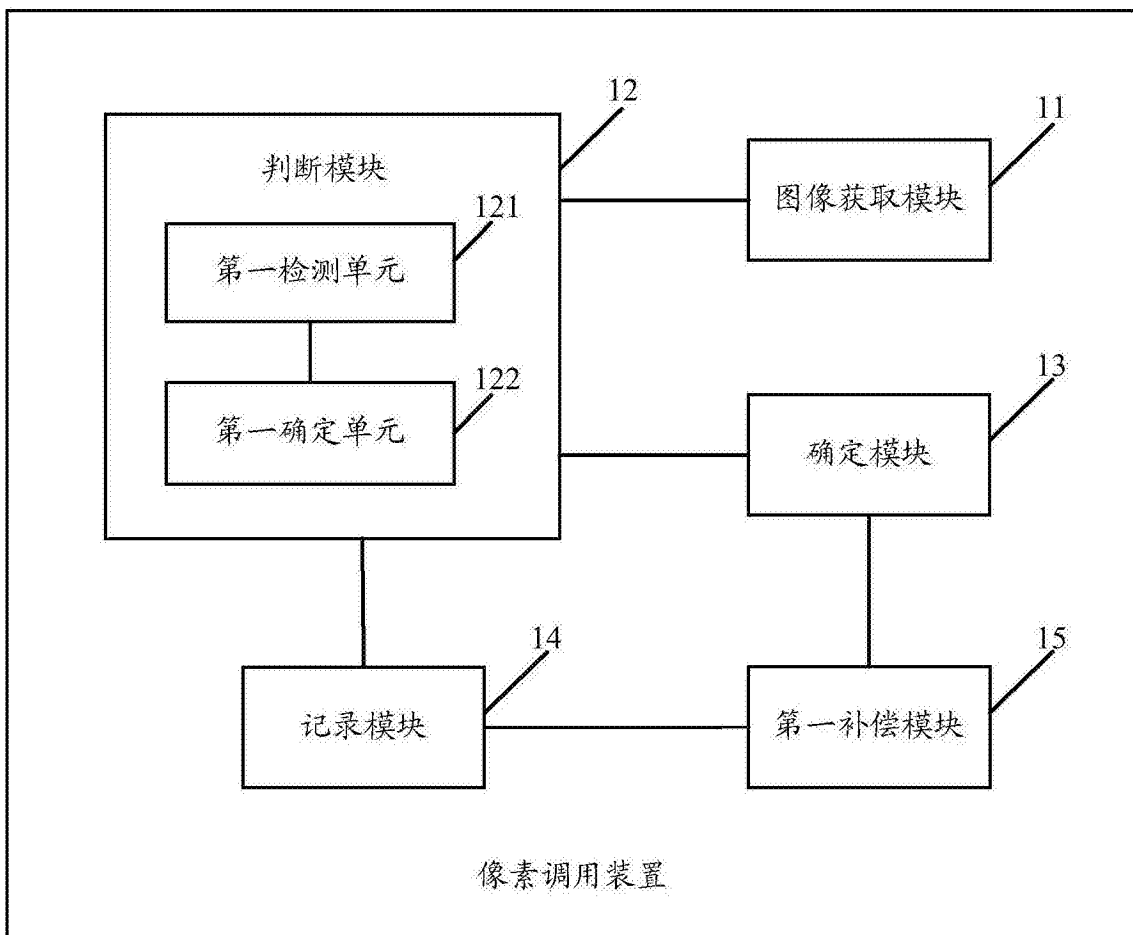 12
11
判断模块
图像获取模块
121
第一检测单元
122
第一确定单元
13
确定模块
14
记录模块
15
第一补偿模块
像素调用装置